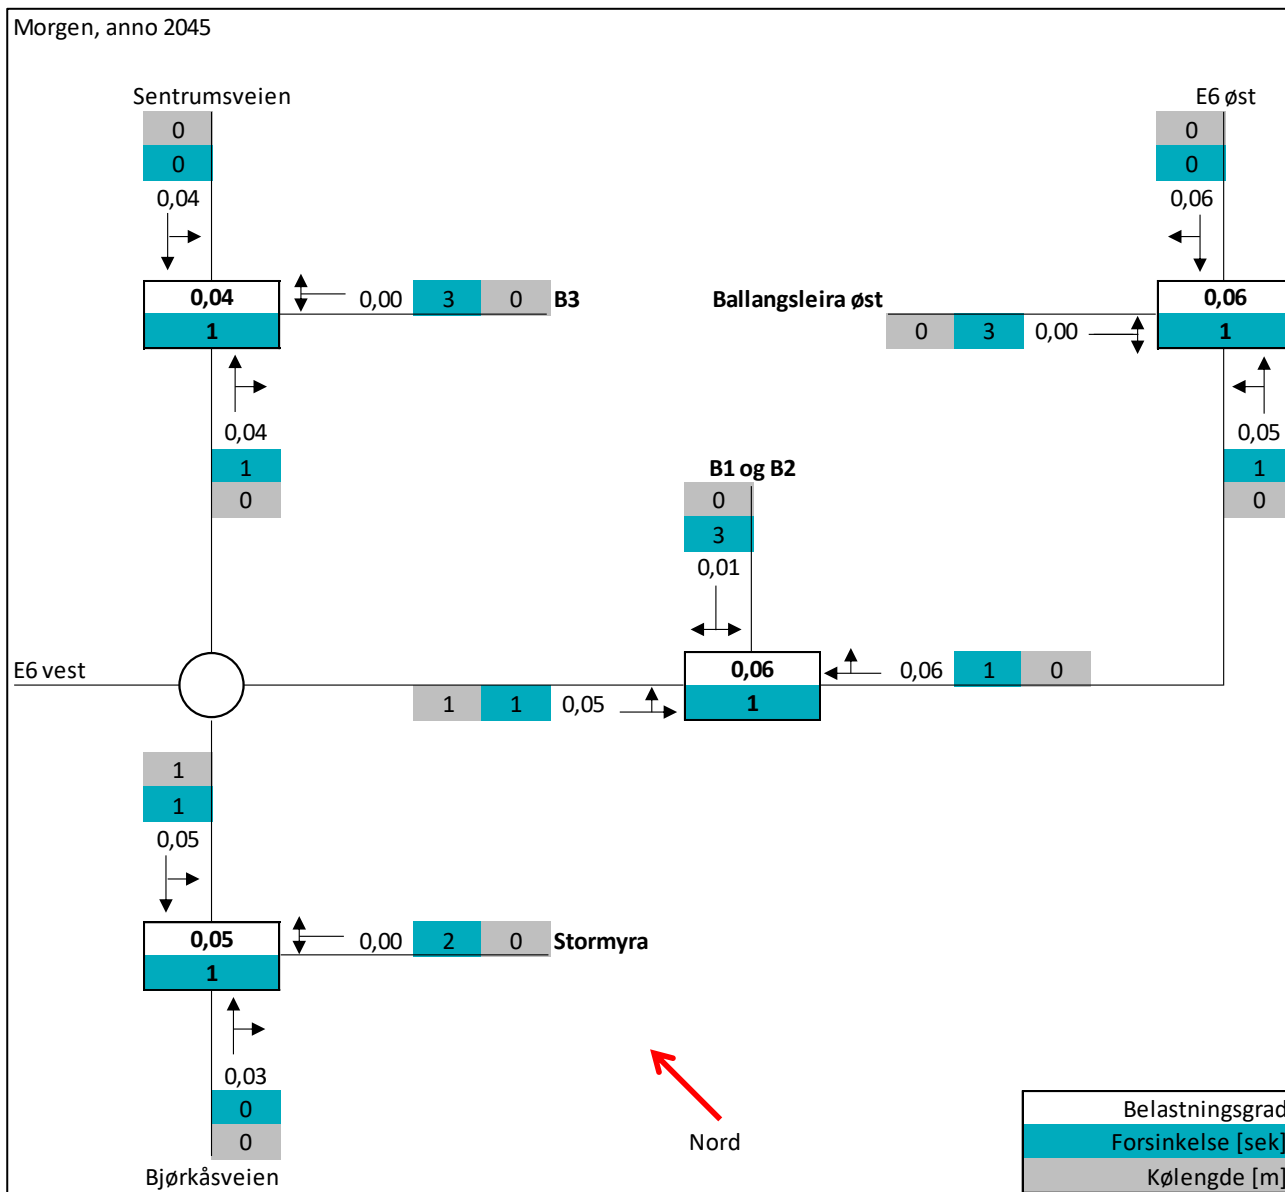 Morgen, anno 2045
Sentrumsveien
0
0
0,04
0,04
1
0,00 3 0 B3
0,04
1
0
E6 øst
0
0
0,06
Ballangsleira øst
0 3 0,00
0,06
1
0,05
1
0
B1 og B2
0
3
0,01
E6 vest
1 1 0,05
0,06
1
0,06 1 0
1
1
0,05
0,05
1
0,00 2 0 Stormyra
0,03
0
0
Bjørkåsveien
Nord
Belastningsgrad
Forsinkelse [sek]
Kølengde [m]